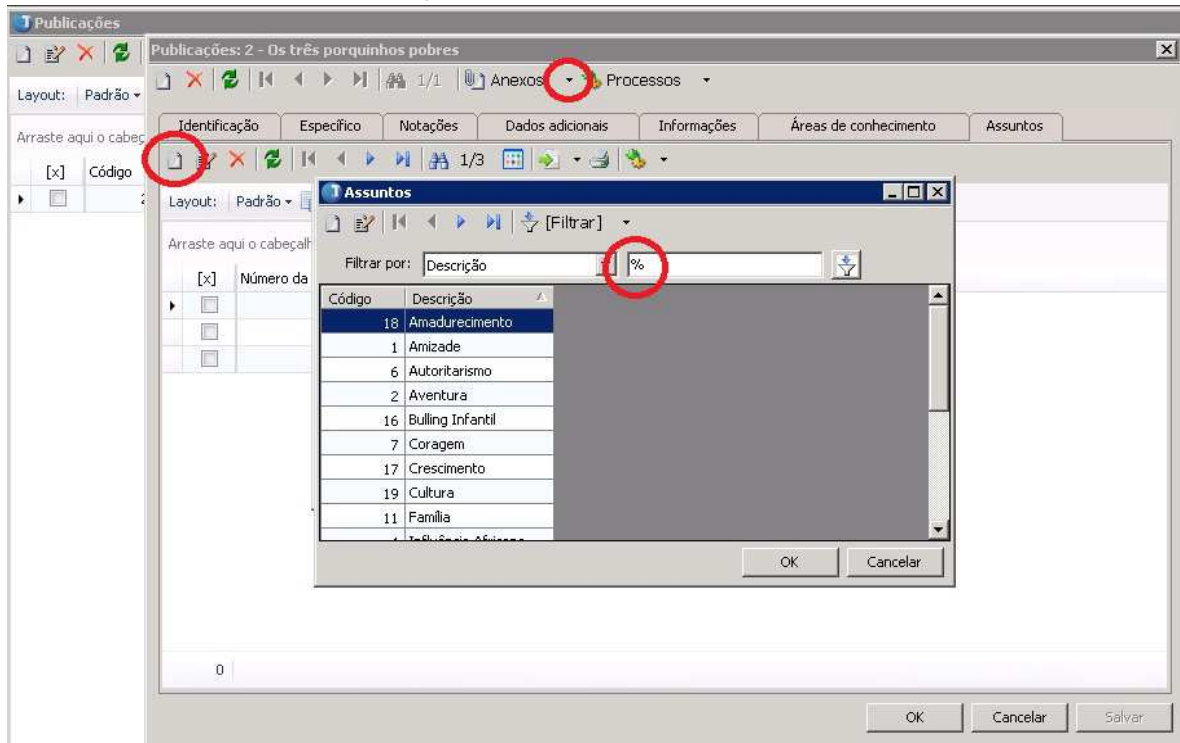 Publicações
Publicações: 2 - Os três porquinhos pobres
1/1 Anexos Processos
Layout: Padrão
Identificação Específico Notações Dados adicionais Informações Áreas de conhecimento Assuntos
Arraste aqui o cabeç
1/3
[x] Código
Layout: Padrão
Assuntos
[Filtrar]
Arraste aqui o cabeçalh
Filtrar por: Descrição %
[x] Número da
Código Descrição
18 Amadurecimento
1 Amizade
6 Autoritarismo
2 Aventura
16 Bulling Infantil
7 Coragem
17 Crescimento
19 Cultura
11 Família
OK Cancelar
0
OK Cancelar Salvar